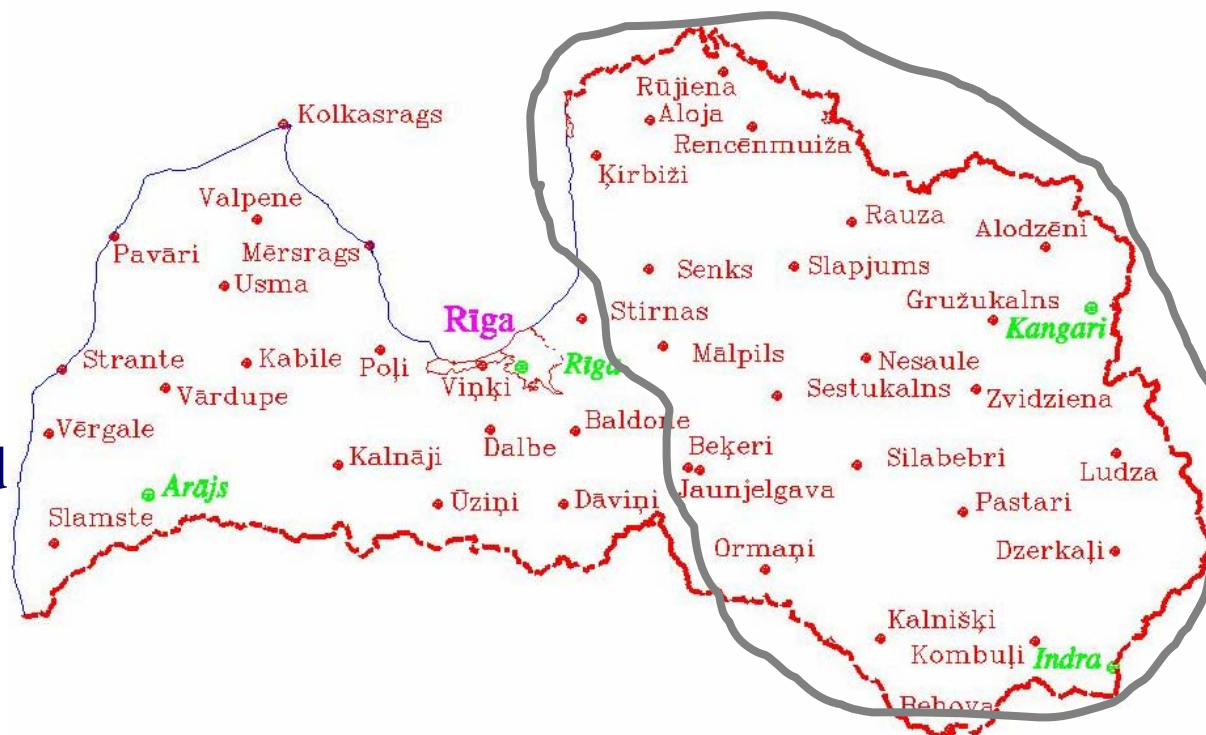 Rūjiena
Aloja
Kolkasrags
Rencēnmuiža
Ķirbiži
Valpene
Rauza
Alodzēni
Pavāri
Mērsrags
Senks
Slapjums
Usma
Gružukalns
Rīga
Stirnas
Kangari
Strante
Kabile
Poļi
Rīga
Mālpils
Nesaule
Viņķi
Sestukalns
Zvidziena
Vārdupe
Vērgale
Dalbe
Baldone
Beķeri
Silabebri
Ludza
Kalnāji
Jaunjelgava
Arājs
Pastari
Slamste
Ūziņi
Dāviņi
Ormaņi
Dzerkaļi
Kalnišķi
Kombuļi
Indra